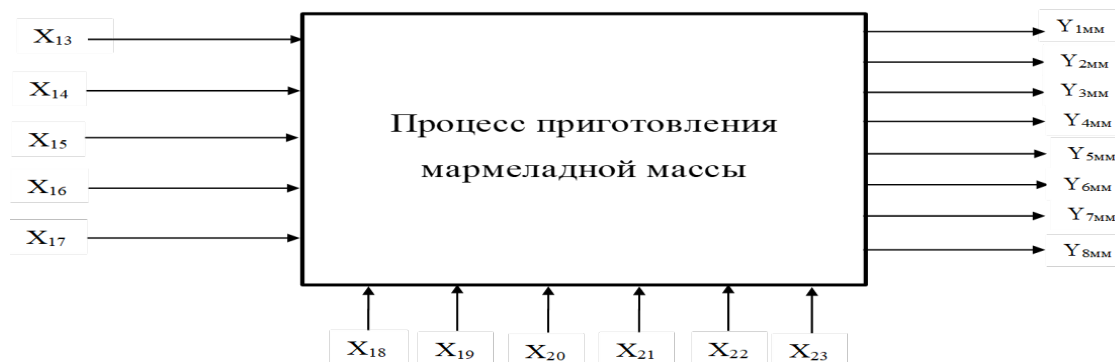 X₁₃
X₁₄
X₁₅
X₁₆
X₁₇
Процесс приготовления
мармеладной массы
Y₁мм
Y₂мм
Y₃мм
Y₄мм
Y₅мм
Y₆мм
Y₇мм
Y₈мм
X₁₈ X₁₉ X₂₀ X₂₁ X₂₂ X₂₃